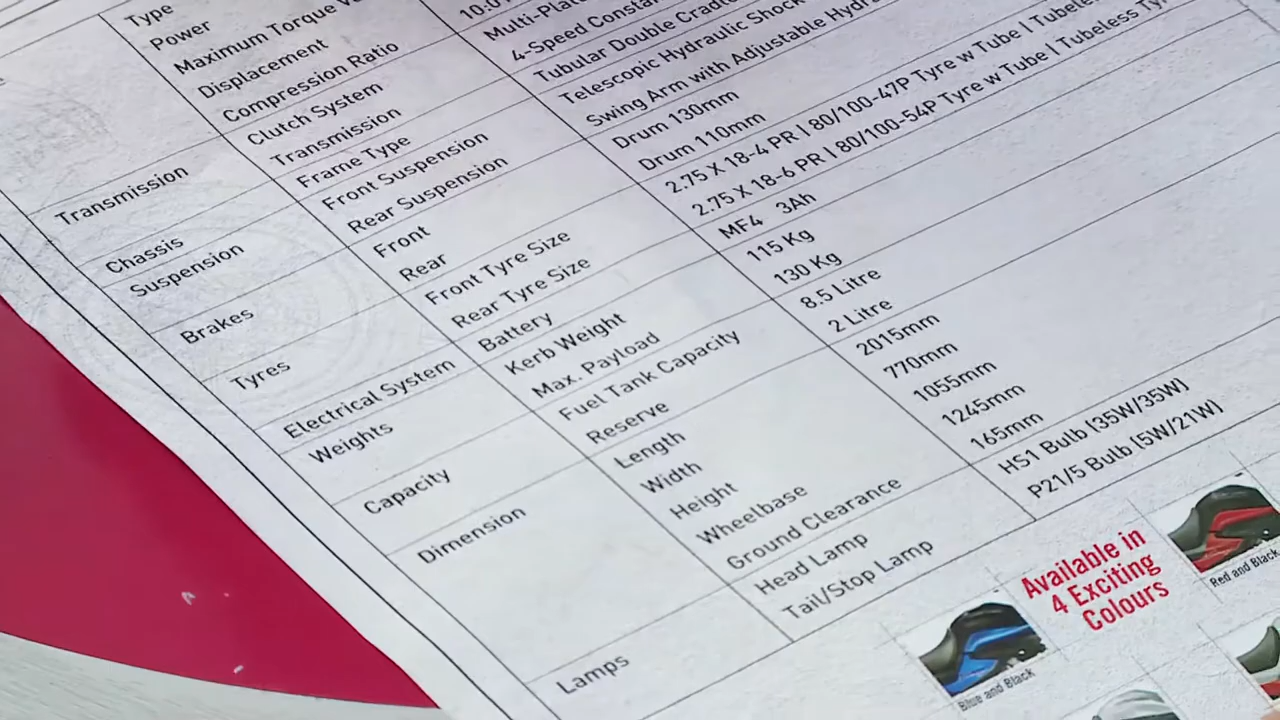 Type
Power
Maximum Torque
Displacement
Compression Ratio
Transmission Clutch System Multi-Plate
Transmission 4-Speed Constant
Chassis Frame Type Tubular Double Cradle
Suspension Front Suspension Telescopic Hydraulic Shock
Rear Suspension Swing Arm with Adjustable
Brakes Front Drum 130mm
Rear Drum 110mm
Tyres Front Tyre Size 2.75 X 18-4 PR | 80/100-47P Tyre w Tube |
Rear Tyre Size 2.75 X 18-6 PR | 80/100-54P Tyre w Tube | Tubeless
Electrical System Battery MF4 3Ah
Weights Kerb Weight 115 Kg
Max. Payload 130 Kg
Capacity Fuel Tank Capacity 8.5 Litre
Reserve 2 Litre
Dimension Length 2015mm
Width 770mm
Height 1055mm
Wheelbase 1245mm
Ground Clearance 165mm
Lamps Head Lamp HS1 Bulb (35W/35W)
Tail/Stop Lamp P21/5 Bulb (5W/21W)
Available in
4 Exciting
Colours
Red and Black
Blue and Black